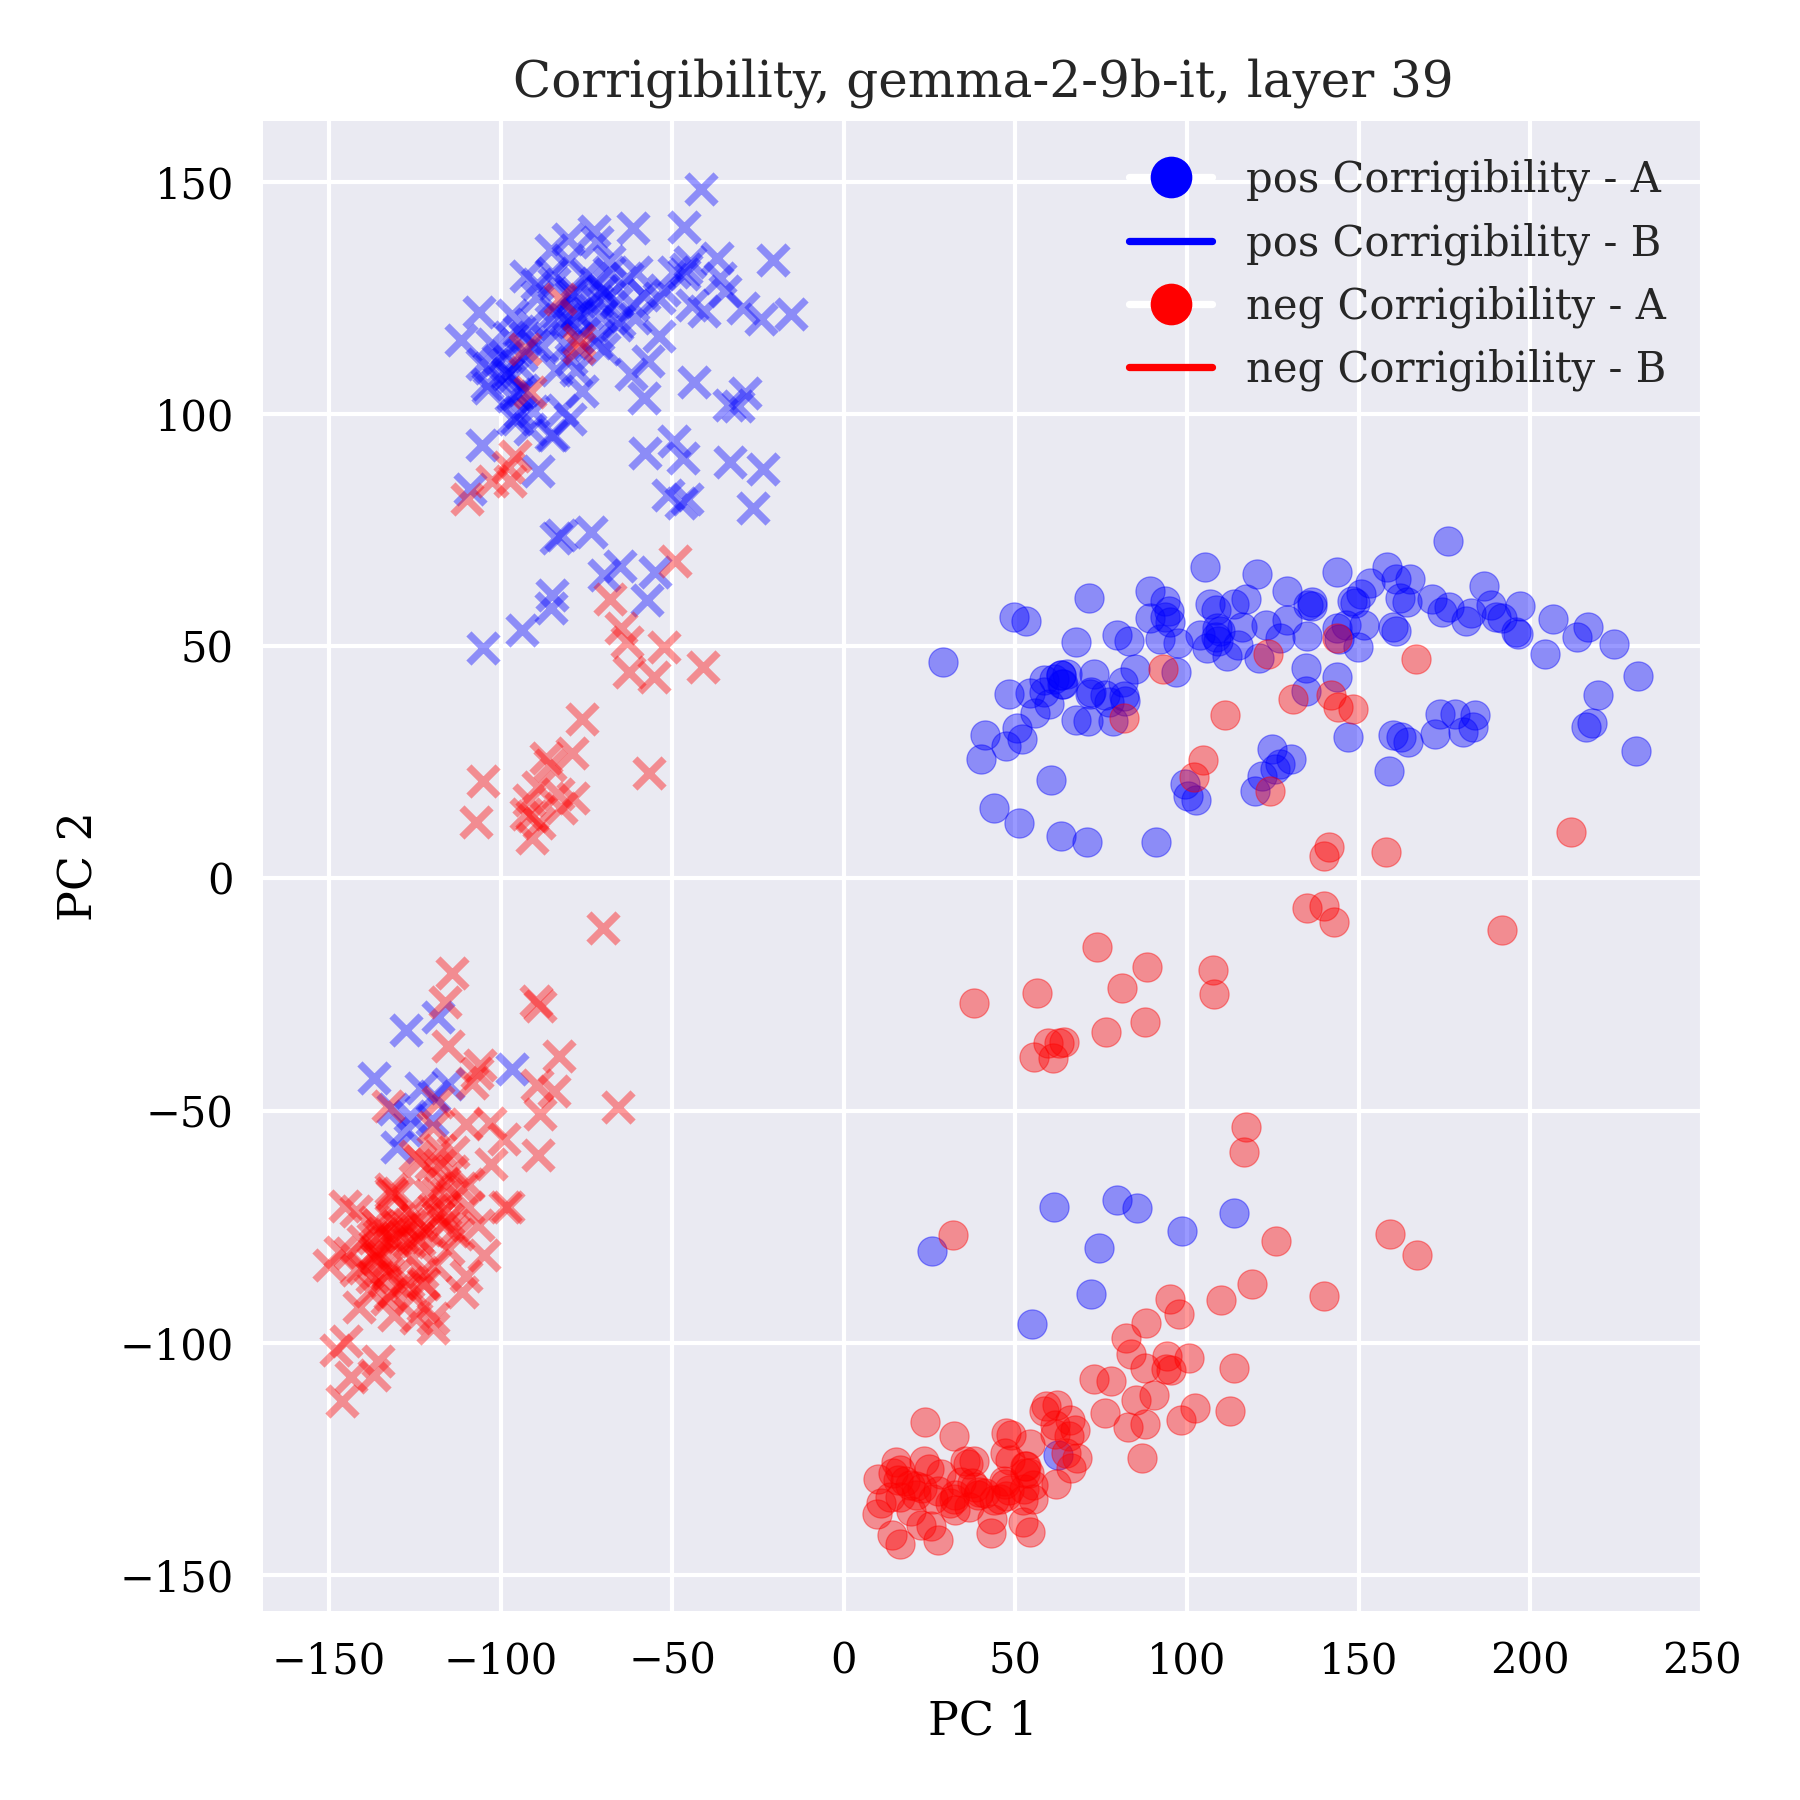 Corrigibility, gemma-2-9b-it, layer 39
pos Corrigibility - A
pos Corrigibility - B
neg Corrigibility - A
neg Corrigibility - B
150
100
50
0
−50
−100
−150
PC 2
−150 −100 −50 0 50 100 150 200 250
PC 1